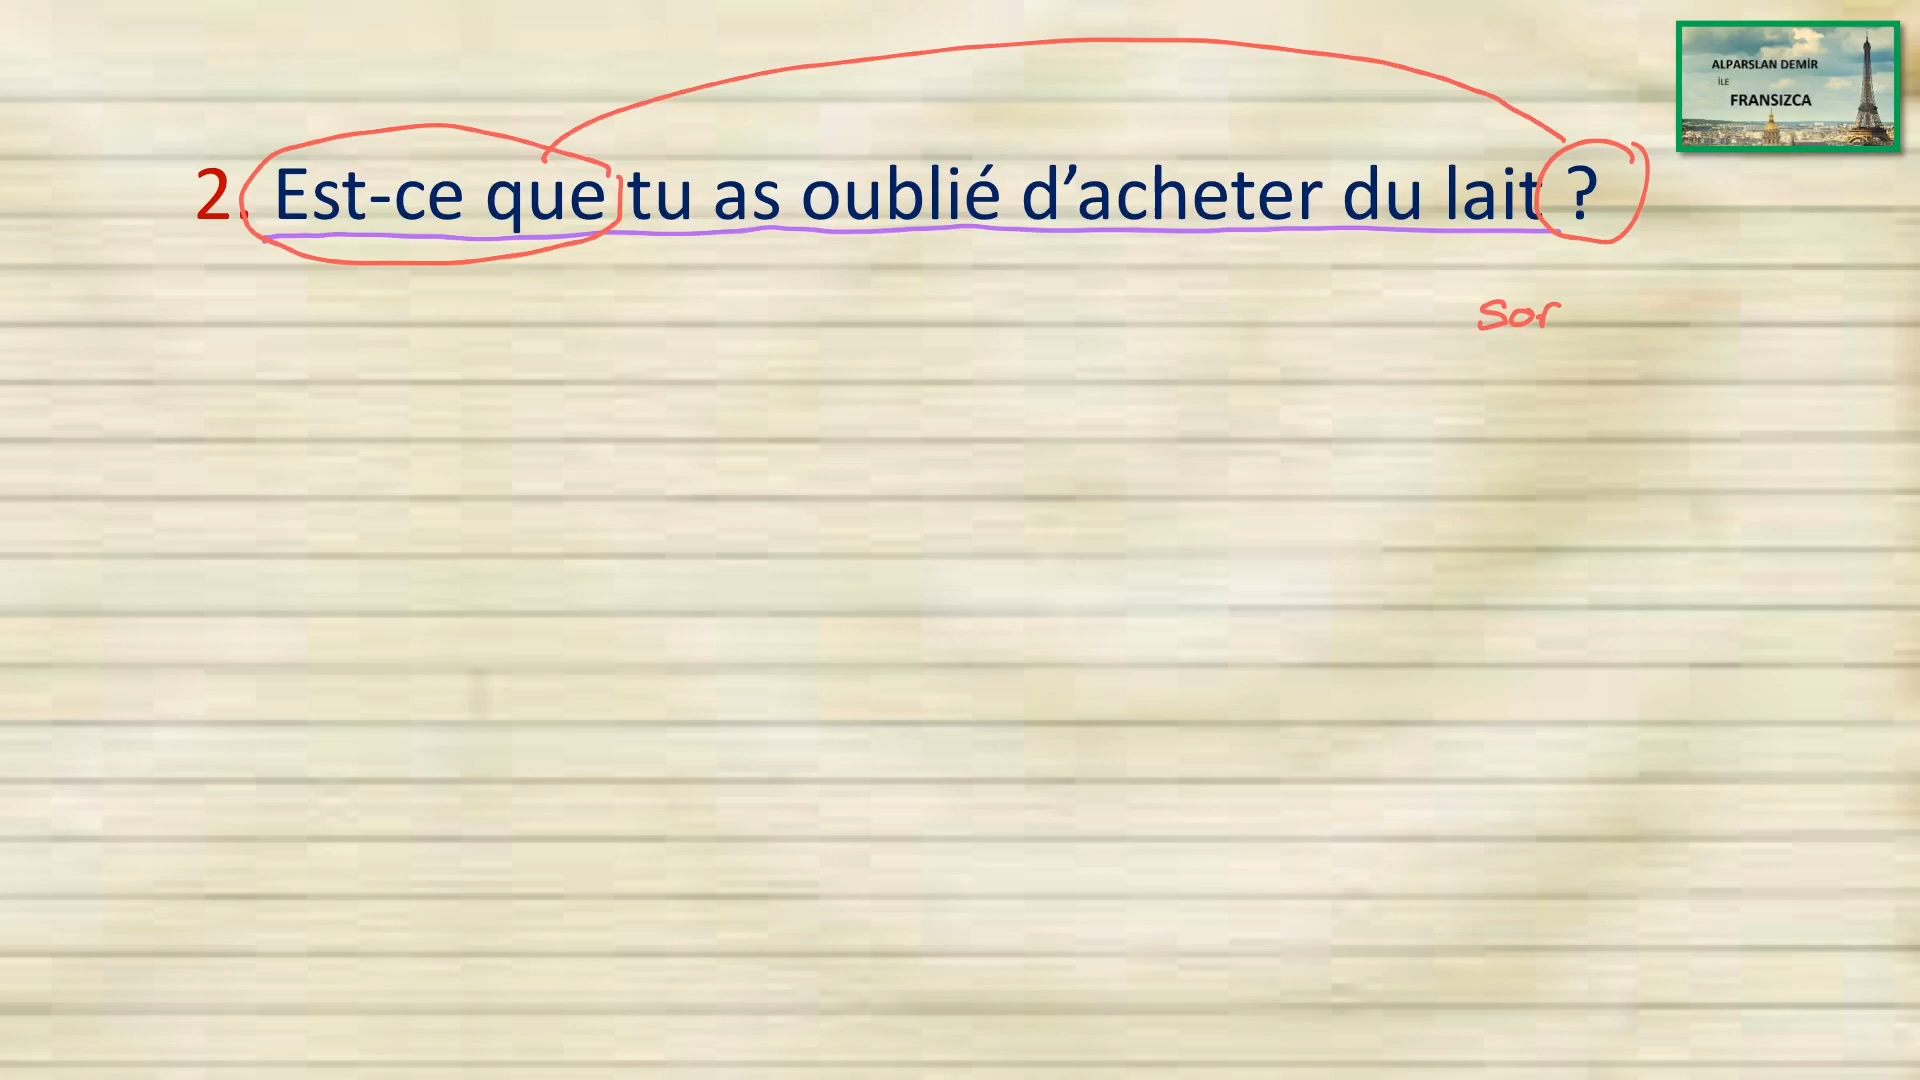 ALPARSLAN DEMİR
İLE
FRANSIZCA
2. Est-ce que tu as oublié d’acheter du lait ?
sor